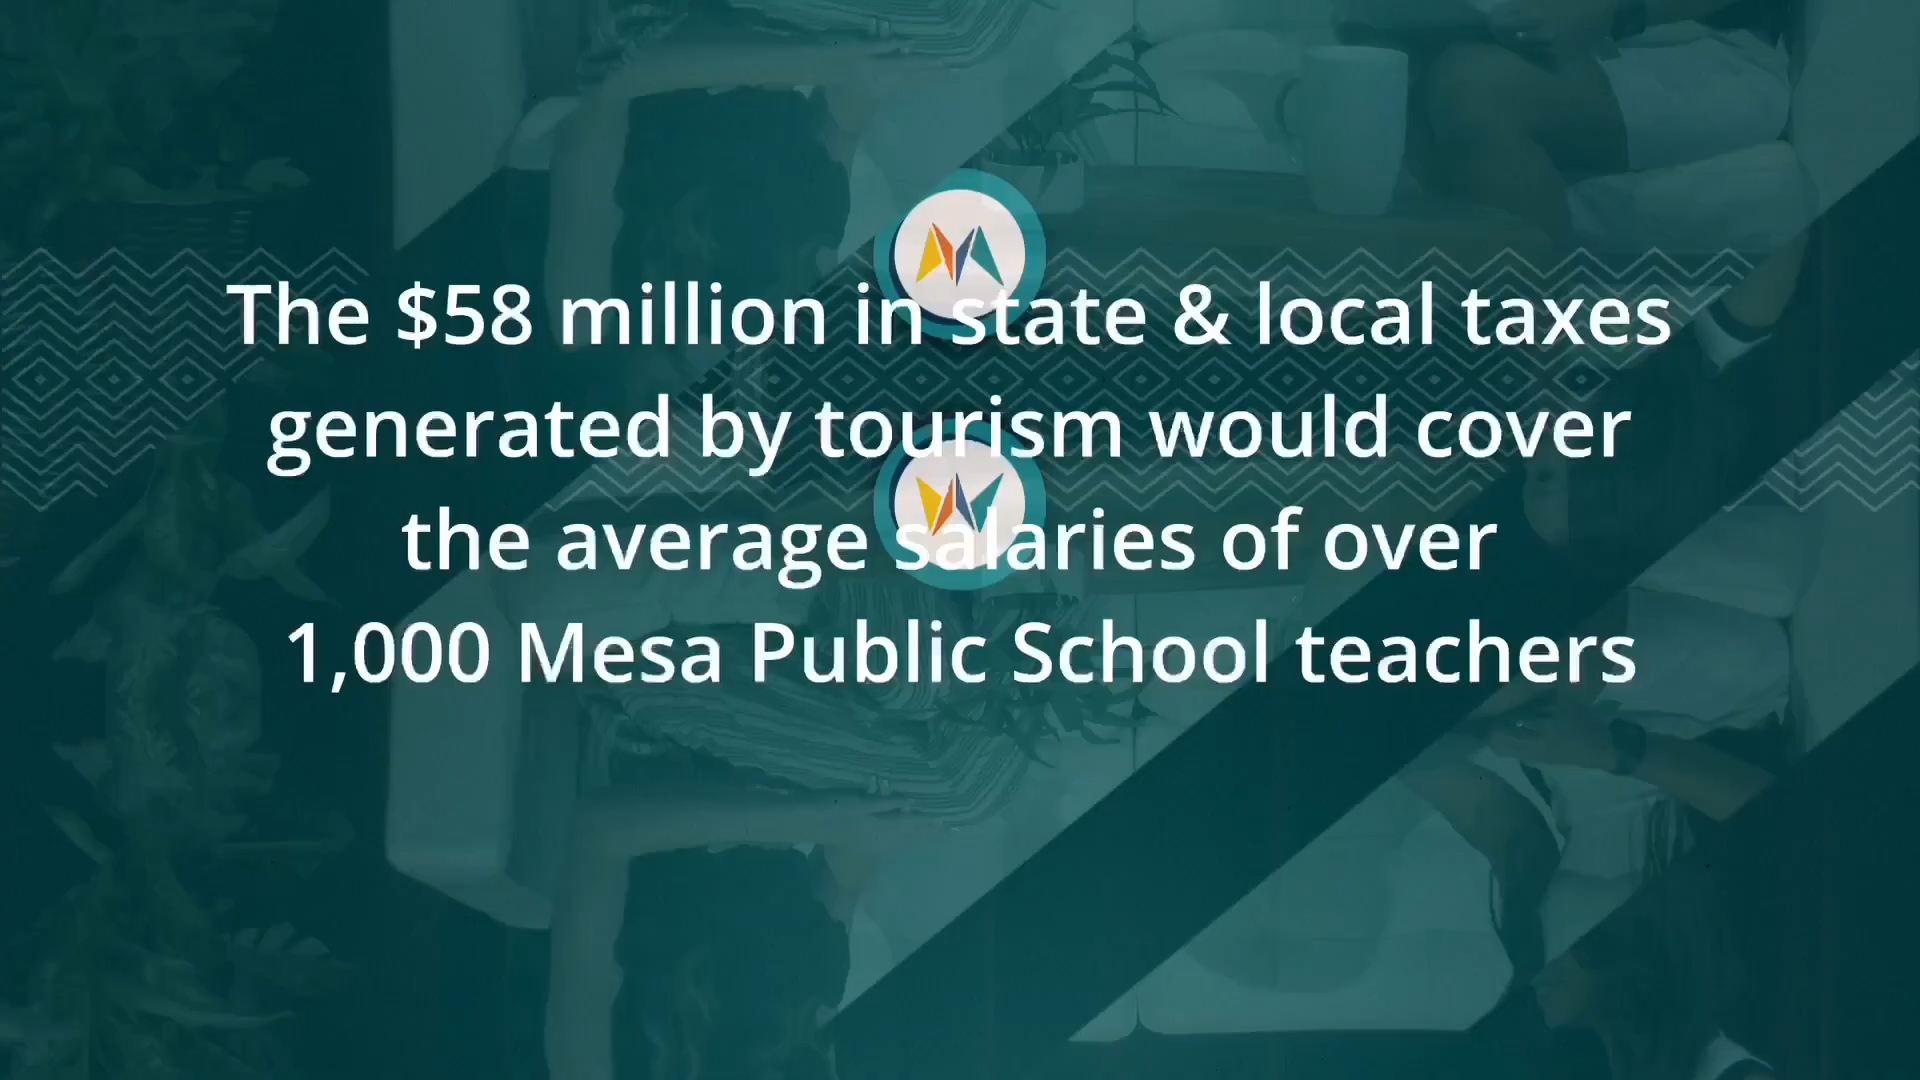 The $58 million in state & local taxes
generated by tourism would cover
the average salaries of over
1,000 Mesa Public School teachers